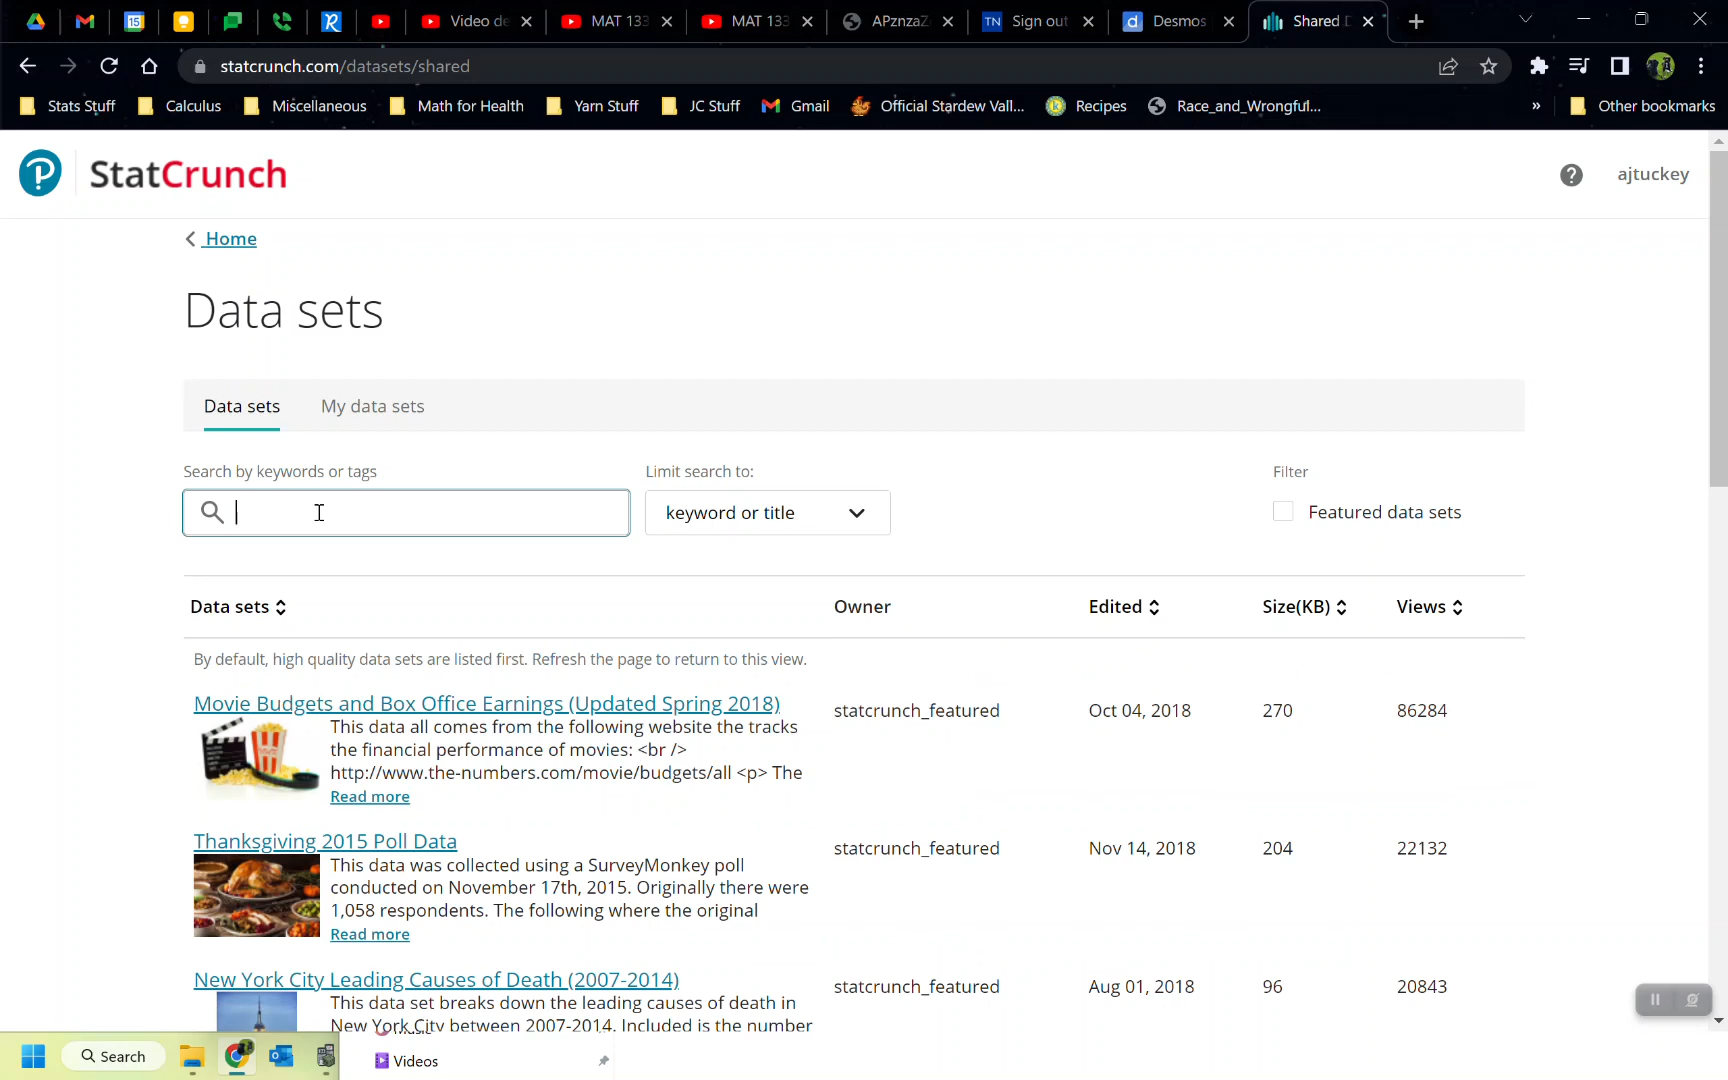 15
Video de
MAT 133
MAT 133
APznzaZ
TN
Sign out
Desmos
Shared D
statcrunch.com/datasets/shared
Stats Stuff
Calculus
Miscellaneous
Math for Health
Yarn Stuff
JC Stuff
Gmail
Official Stardew Vall...
Recipes
Race_and_Wrongfu...
»
Other bookmarks
StatCrunch
ajtuckey
Home
Data sets
Data sets
My data sets
Search by keywords or tags
Limit search to:
Filter
keyword or title
Featured data sets
Data sets
Owner
Edited
Size(KB)
Views
By default, high quality data sets are listed first. Refresh the page to return to this view.
Movie Budgets and Box Office Earnings (Updated Spring 2018)
statcrunch_featured
Oct 04, 2018
270
86284
This data all comes from the following website the tracks
the financial performance of movies: <br />
http://www.the-numbers.com/movie/budgets/all <p> The
Read more
Thanksgiving 2015 Poll Data
statcrunch_featured
Nov 14, 2018
204
22132
This data was collected using a SurveyMonkey poll
conducted on November 17th, 2015. Originally there were
1,058 respondents. The following where the original
Read more
New York City Leading Causes of Death (2007-2014)
statcrunch_featured
Aug 01, 2018
96
20843
This data set breaks down the leading causes of death in
New York City between 2007-2014. Included is the number
Search
Videos